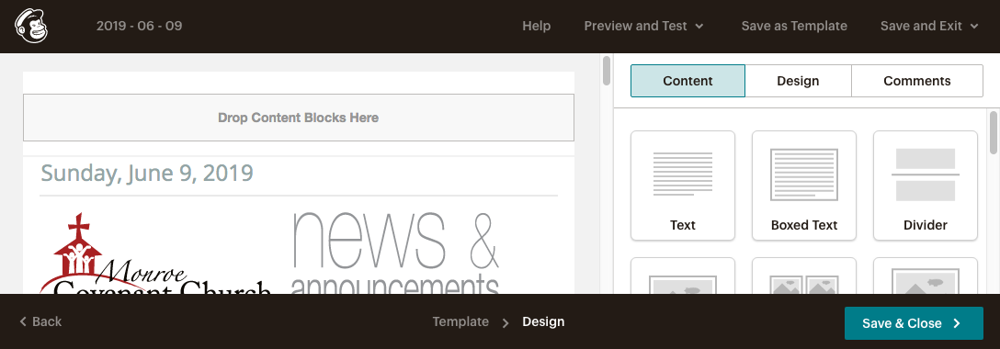 2019 - 06 - 09
Help
Preview and Test
Save as Template
Save and Exit
Drop Content Blocks Here
Sunday, June 9, 2019
news &
announcements
Monroe
Covenant Church
Content
Design
Comments
Text
Boxed Text
Divider
Back
Template
Design
Save & Close